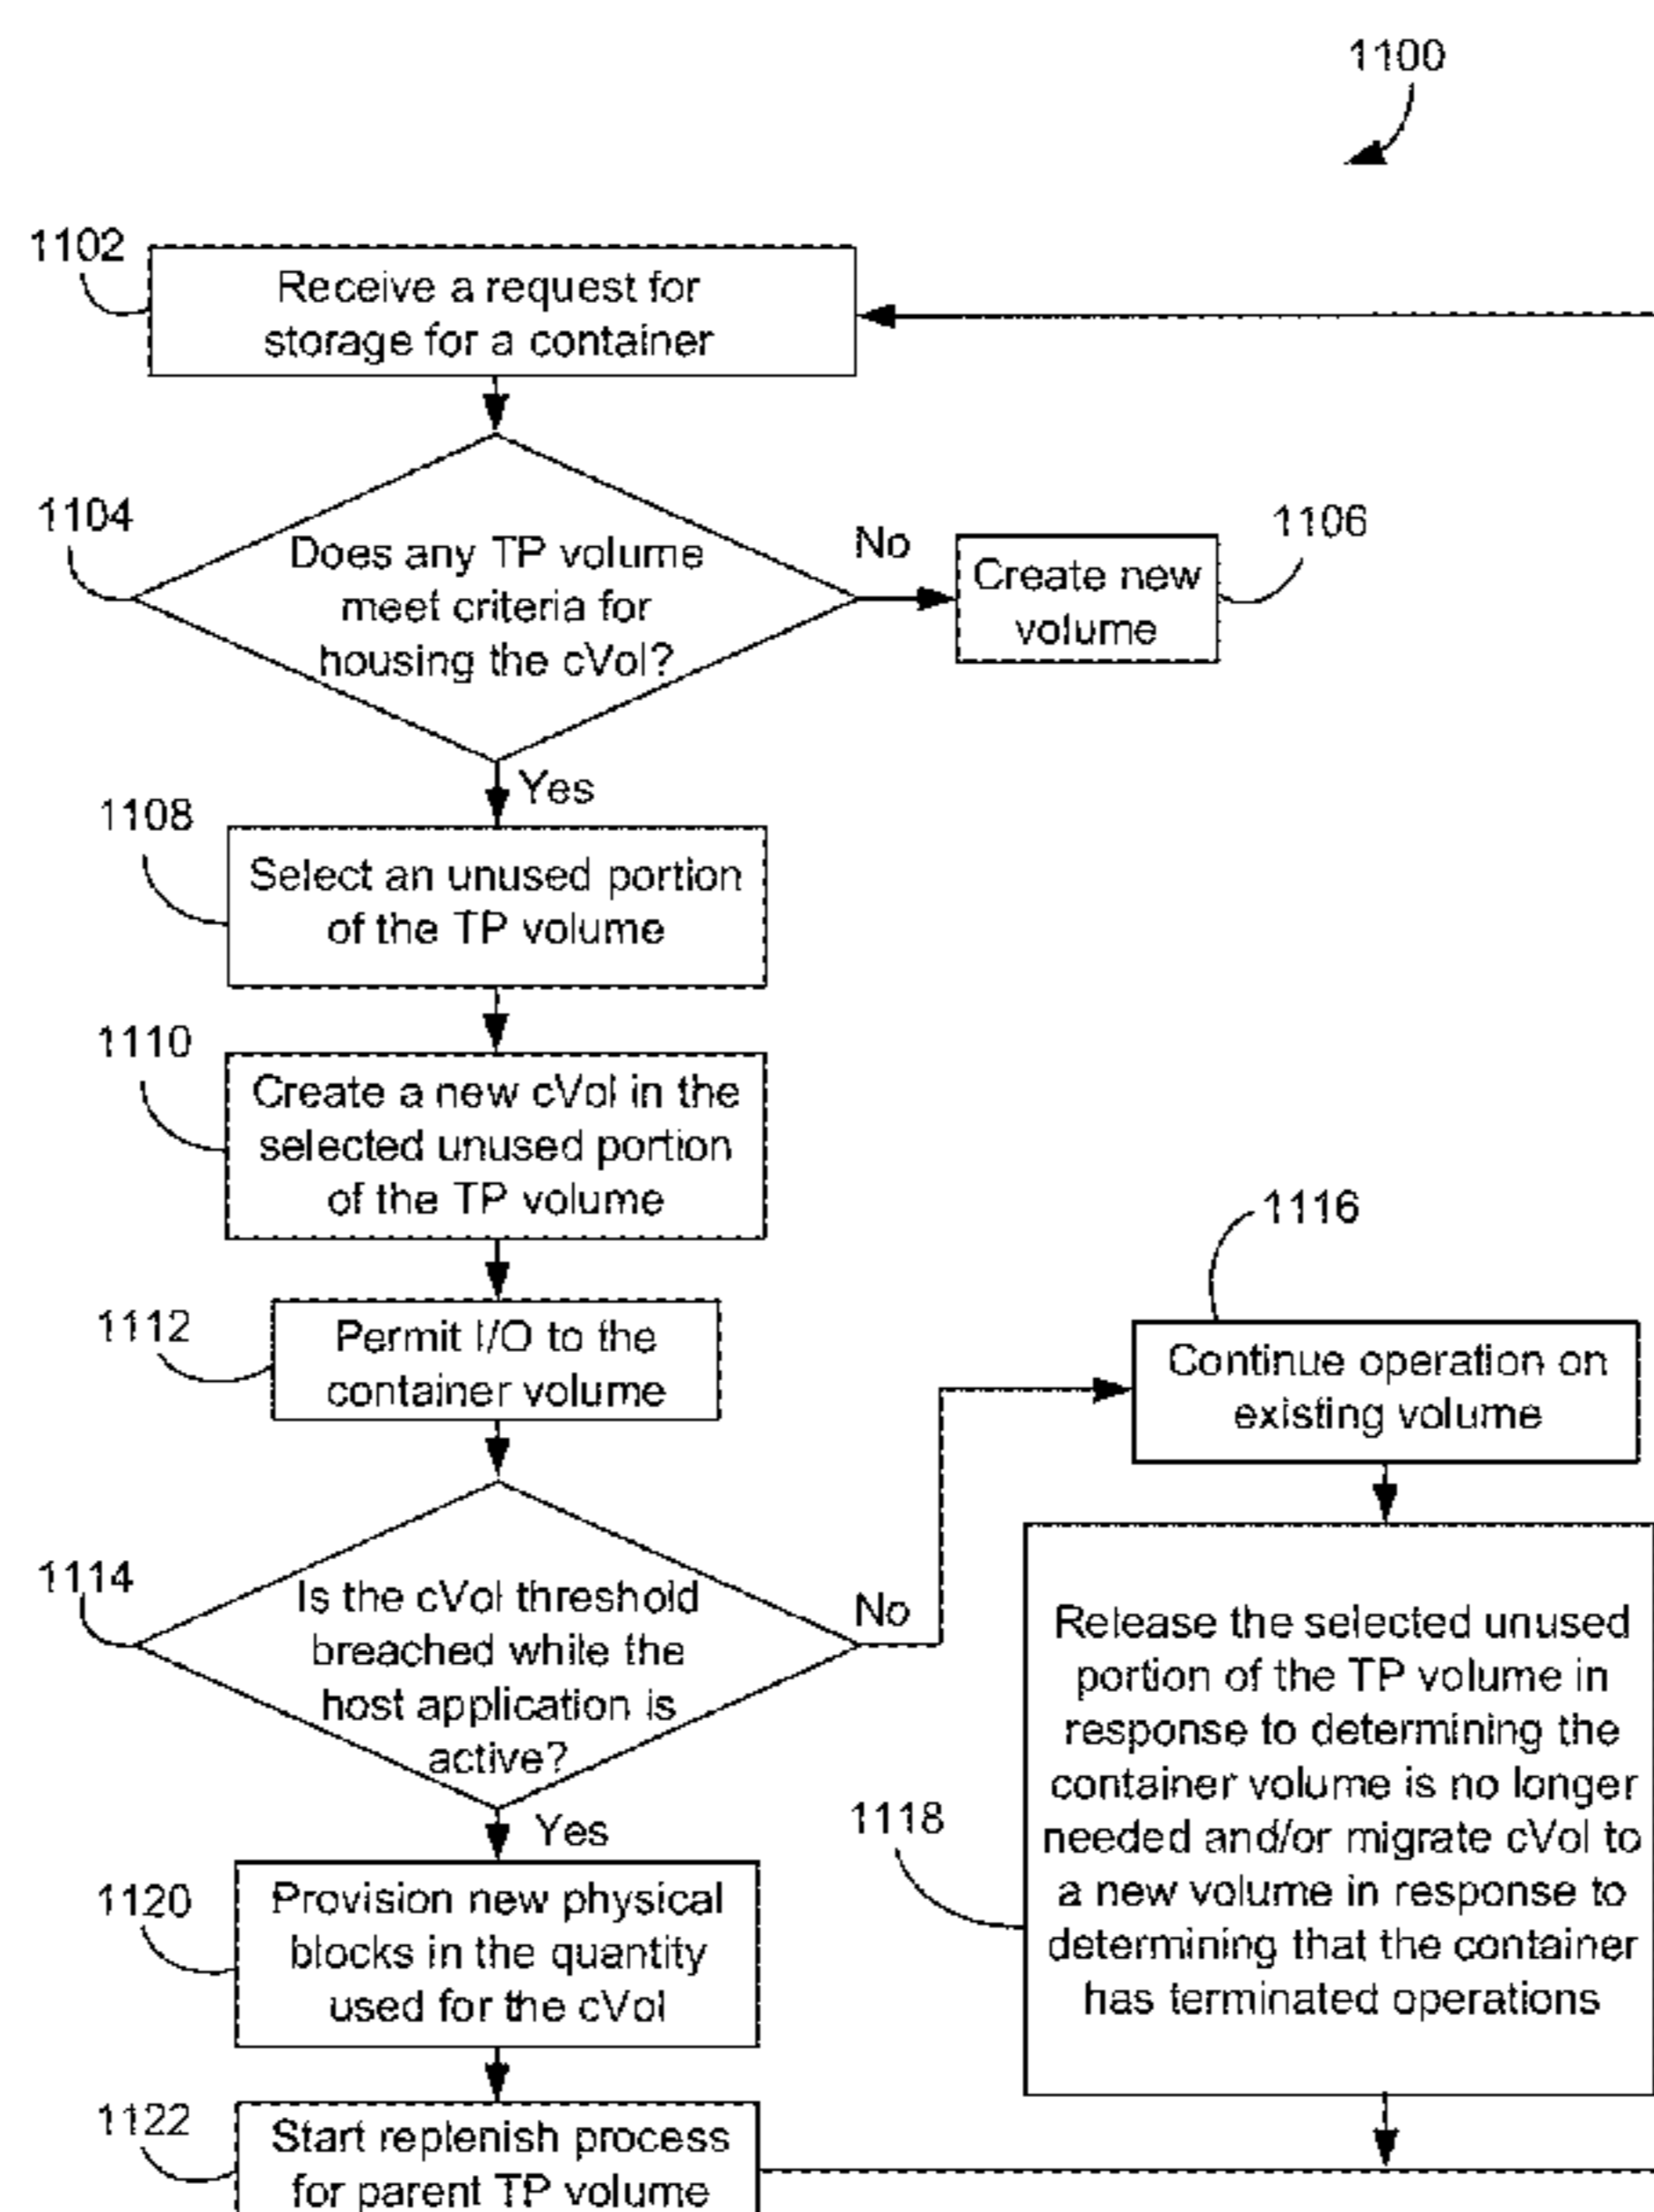 1100
1102
Receive a request for
storage for a container
1104
Does any TP volume
meet criteria for
housing the cVol?
No
Create new
volume
1106
Yes
1108
Select an unused portion
of the TP volume
1110
Create a new cVol in the
selected unused portion
of the TP volume
1112
Permit I/O to the
container volume
1114
Is the cVol threshold
breached while the
host application is
active?
No
1116
Continue operation on
existing volume
1118
Release the selected unused
portion of the TP volume in
response to determining the
container volume is no longer
needed and/or migrate cVol to
a new volume in response to
determining that the container
has terminated operations
Yes
1120
Provision new physical
blocks in the quantity
used for the cVol
1122
Start replenish process
for parent TP volume